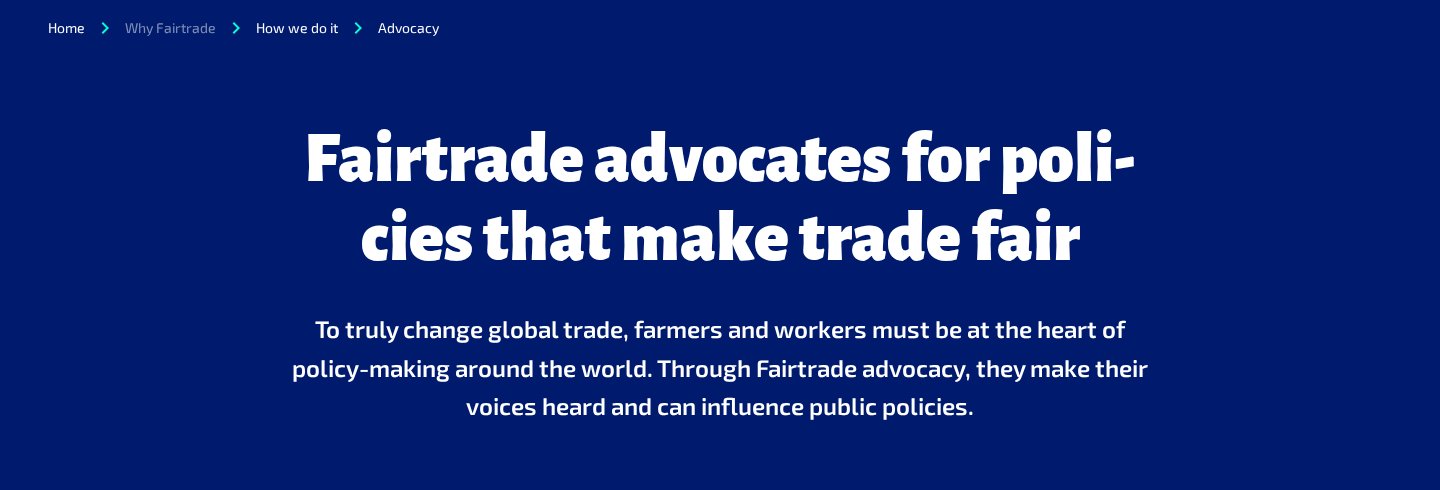 Home > Why Fairtrade > How we do it > Advocacy
Fairtrade advocates for poli-
cies that make trade fair
To truly change global trade, farmers and workers must be at the heart of
policy-making around the world. Through Fairtrade advocacy, they make their
voices heard and can influence public policies.